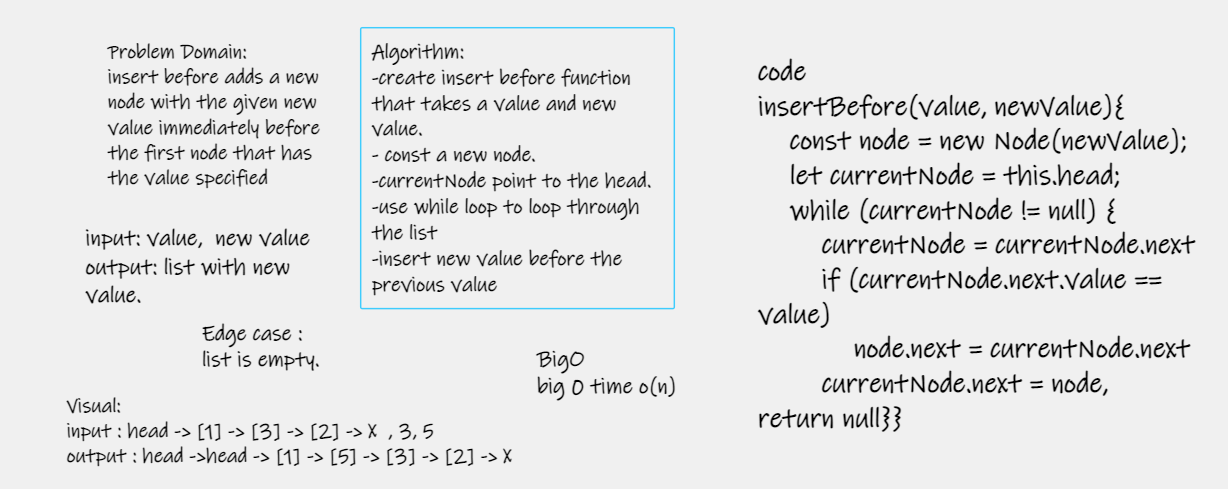 Problem Domain:
insert before adds a new
node with the given new
value immediately before
the first node that has
the value specified
input: value, new value
output: list with new
value.
Edge case :
list is empty.
Algorithm:
-create insert before function
that takes a value and new
value.
- const a new node.
-currentNode point to the head.
-use while loop to loop through
the list
-insert new value before the
previous value
BigO
big O time o(n)
Visual:
input : head -> [1] -> [3] -> [2] -> X , 3, 5
output : head ->head -> [1] -> [5] -> [3] -> [2] -> X
code
insertBefore(value, newValue){
const node = new Node(newValue);
let currentNode = this.head;
while (currentNode != null) {
currentNode = currentNode.next
if (currentNode.next.value ==
value)
node.next = currentNode.next
currentNode.next = node,
return null}}